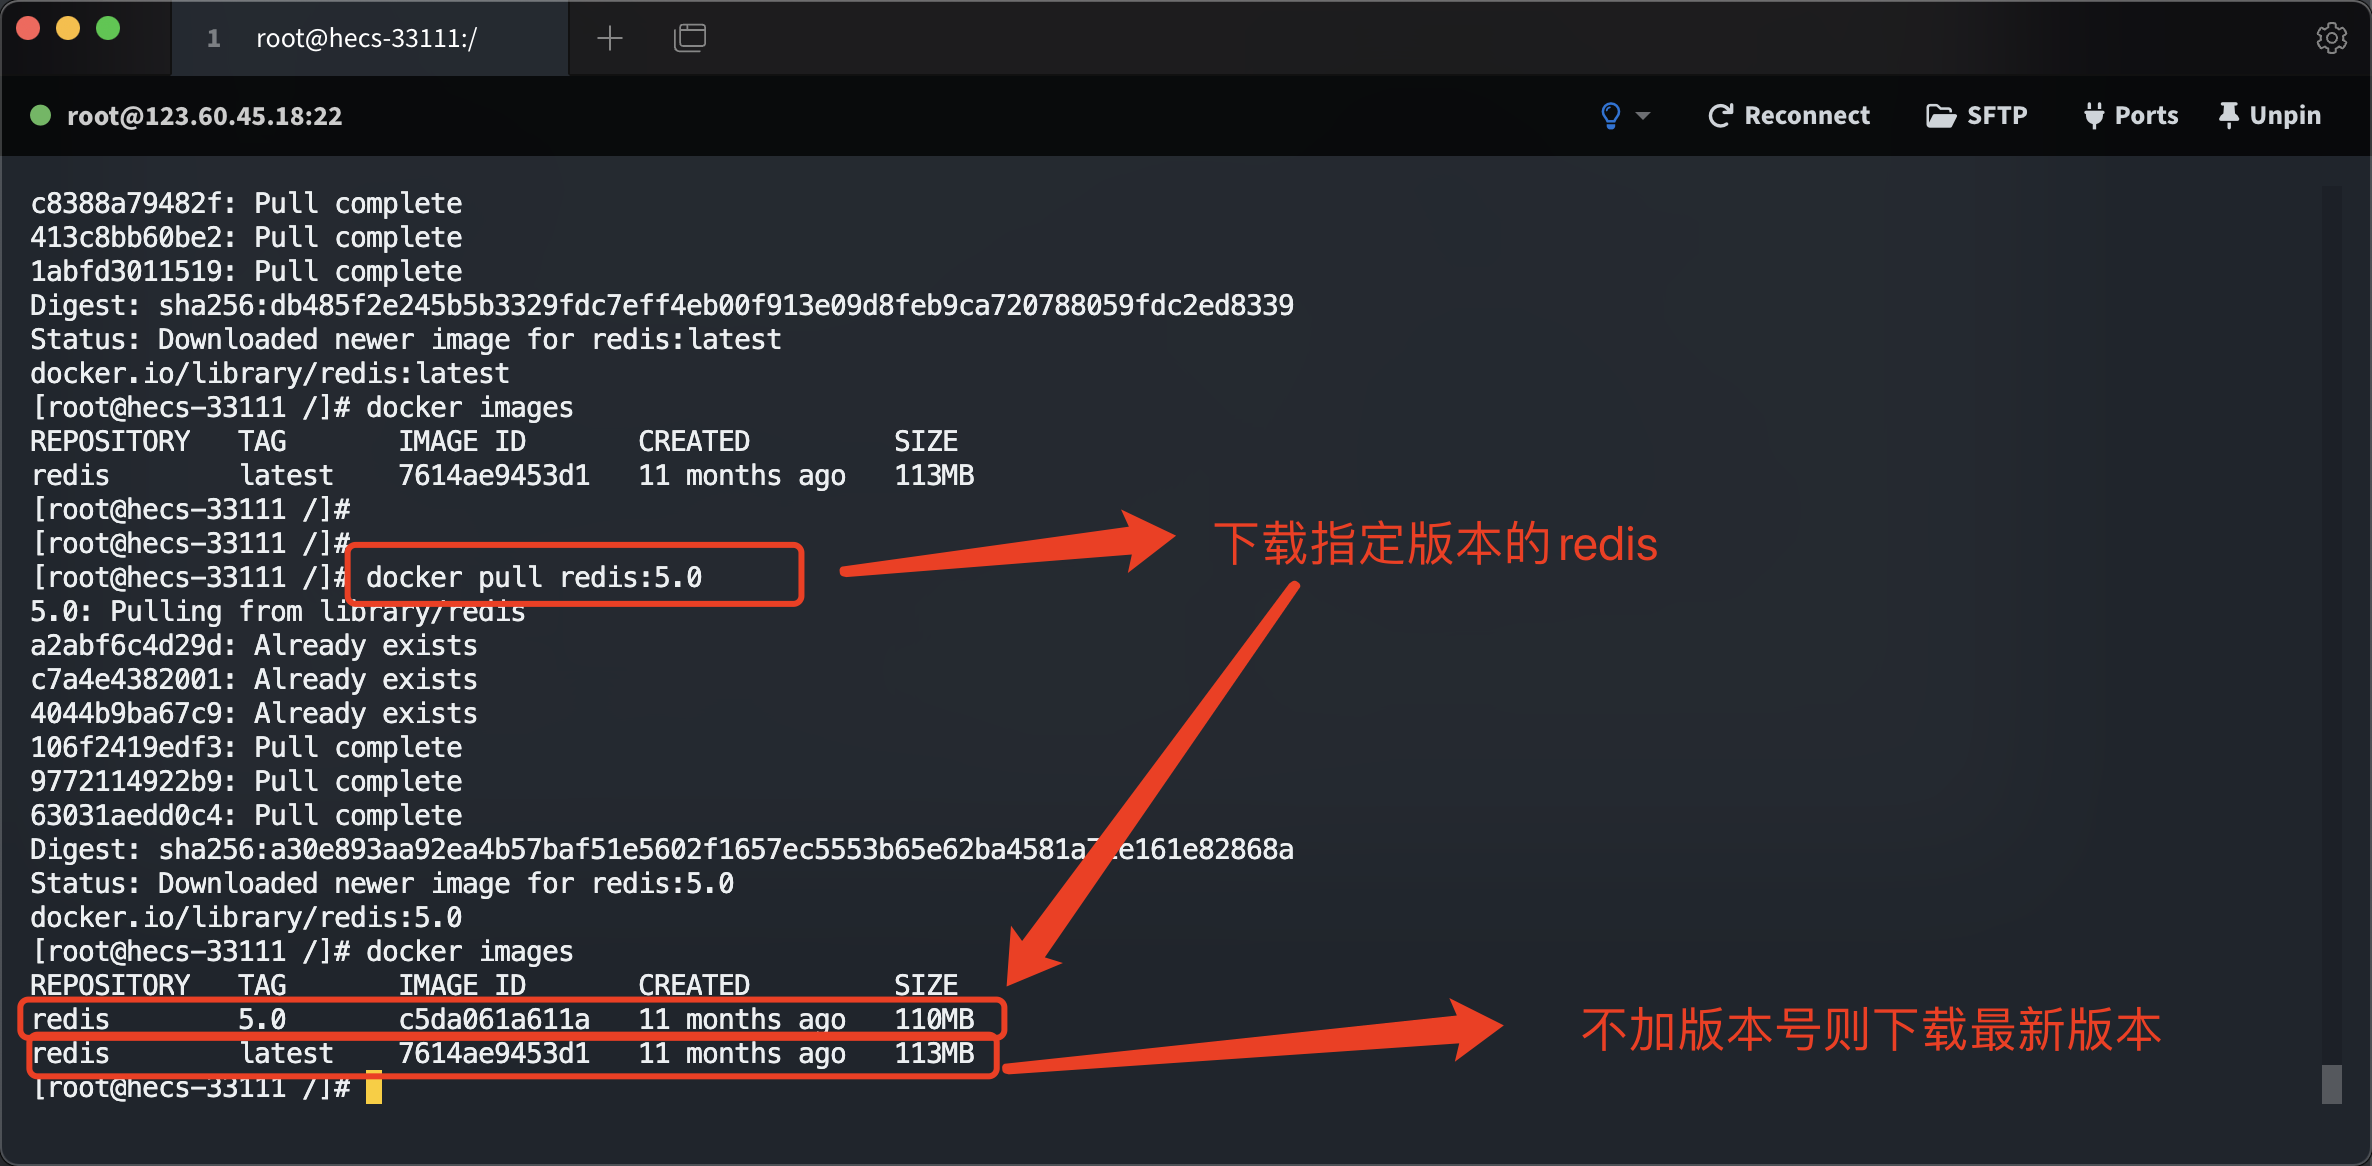 1 root@hecs-33111:/
root@123.60.45.18:22 Reconnect SFTP Ports Unpin
c8388a79482f: Pull complete
413c8bb60be2: Pull complete
1abfd3011519: Pull complete
Digest: sha256:db485f2e245b5b3329fdc7eff4eb00f913e09d8feb9ca720788059fdc2ed8339
Status: Downloaded newer image for redis:latest
docker.io/library/redis:latest
[root@hecs-33111 /]# docker images
REPOSITORY TAG IMAGE ID CREATED SIZE
redis latest 7614ae9453d1 11 months ago 113MB
[root@hecs-33111 /]#
[root@hecs-33111 /]#
下载指定版本的redis
[root@hecs-33111 /]# docker pull redis:5.0
5.0: Pulling from library/redis
a2abf6c4d29d: Already exists
c7a4e4382001: Already exists
4044b9ba67c9: Already exists
106f2419edf3: Pull complete
9772114922b9: Pull complete
63031aedd0c4: Pull complete
Digest:
Status: Downloaded newer image for redis:5.0
docker.io/library/redis:5.0
[root@hecs-33111 /]# docker images
REPOSITORY TAG IMAGE ID CREATED SIZE
redis 5.0 c5da061a611a 11 months ago 110MB
redis latest 7614ae9453d1 11 months ago 113MB
不加版本号则下载最新版本
[root@hecs-33111 /]#